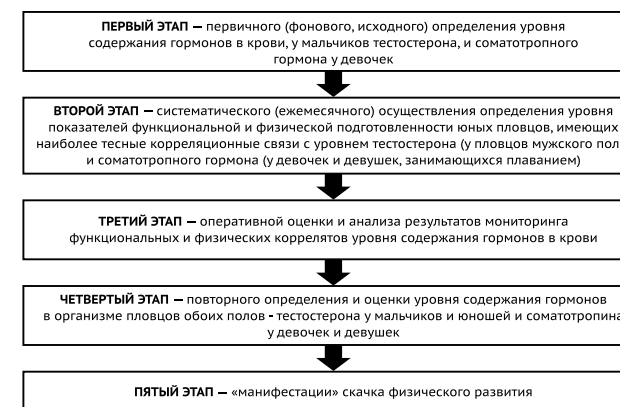 ПЕРВЫЙ ЭТАП — первичного (фонового, исходного) определения уровня
содержания гормонов в крови, у мальчиков тестостерона, и соматотропного
гормона у девочек
ВТОРОЙ ЭТАП — систематического (ежемесячного) осуществления определения уровня
показателей функциональной и физической подготовленности юных пловцов, имеющих
наиболее тесные корреляционные связи с уровнем тестостерона (у пловцов мужского пол
и соматотропного гормона (у девочек и девушек, занимающихся плаванием)
ТРЕТИЙ ЭТАП — оперативной оценки и анализа результатов мониторинга
функциональных и физических коррелятов уровня содержания гормонов в крови
ЧЕТВЕРТЫЙ ЭТАП — повторного определения и оценки уровня содержания гормонов
в организме пловцов обоих полов - тестостерона у мальчиков и юношей и соматотропина
у девочек и девушек
ПЯТЫЙ ЭТАП — «манифестации» скачка физического развития